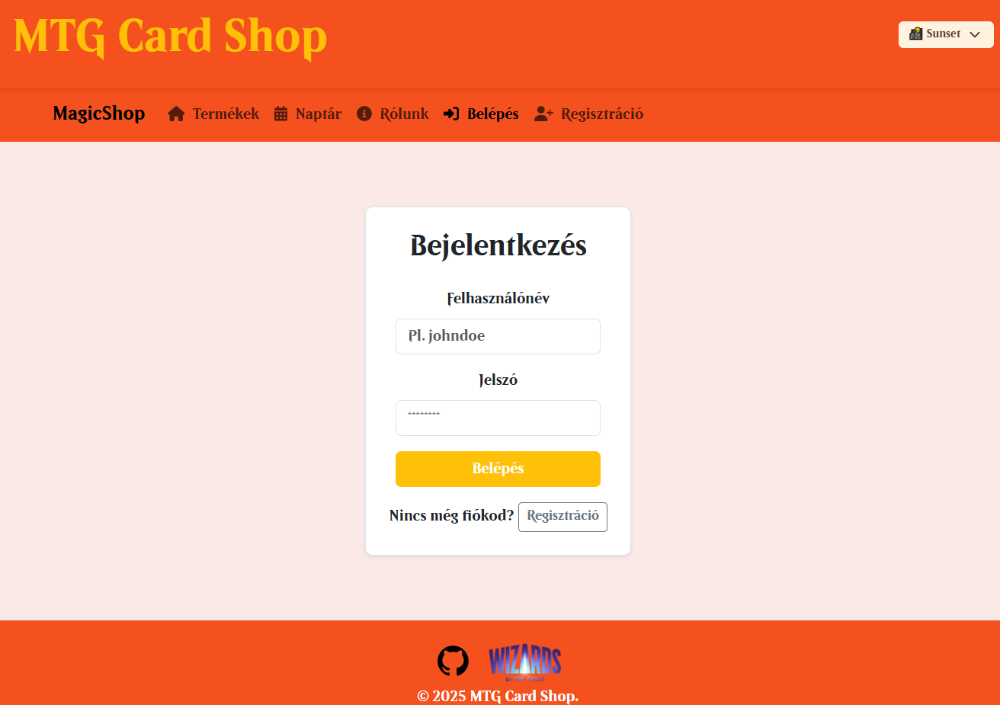 MTG Card Shop
Sunset
MagicShop Termékek Naptár Rólunk Belépés Regisztráció
Bejelentkezés
Felhasználónév
Pl. johndoe
Jelszó
********
Belépés
Nincs még fiókod? Regisztráció
WIZARDS
OF THE COAST
© 2025 MTG Card Shop.